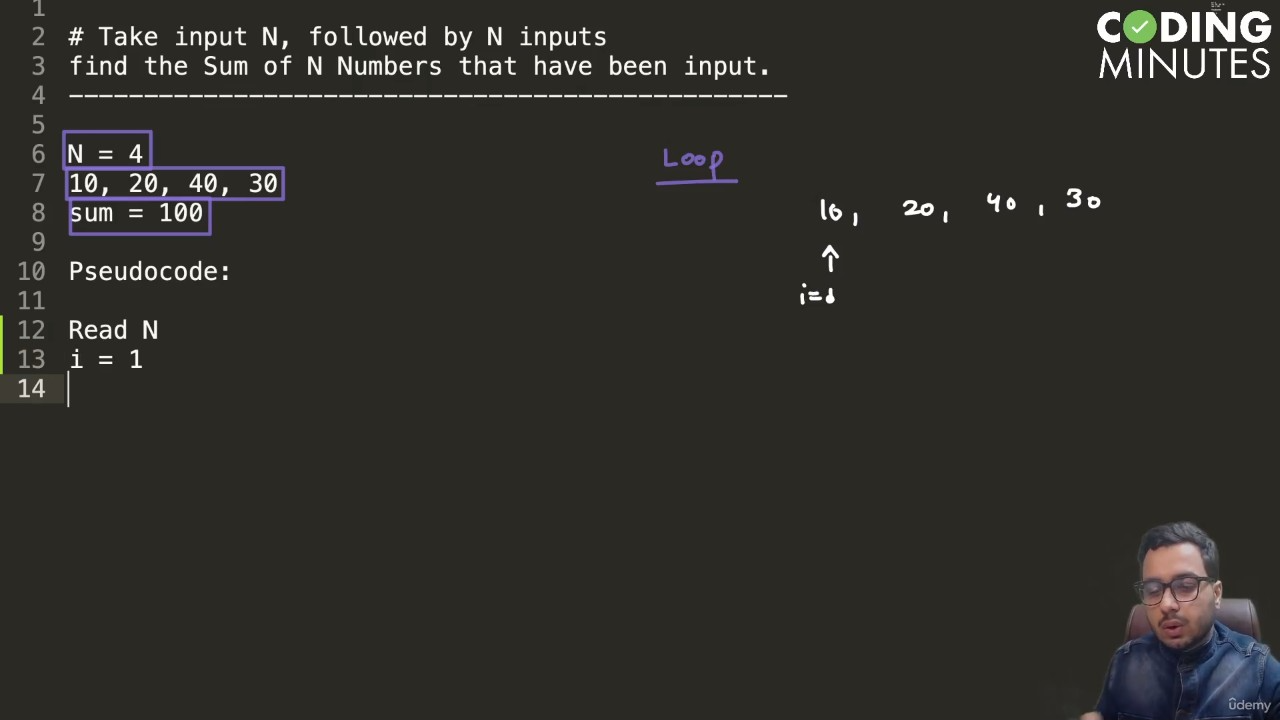 1
2 # Take input N, followed by N inputs
3 find the Sum of N Numbers that have been input.
4 ------------------------------------------------
5
6 N = 4
7 10, 20, 40, 30
8 sum = 100
9
10 Pseudocode:
11
12 Read N
13 i = 1
14
Loop
10, 20, 40, 30
i=1
CODING
MINUTES
ûdemy